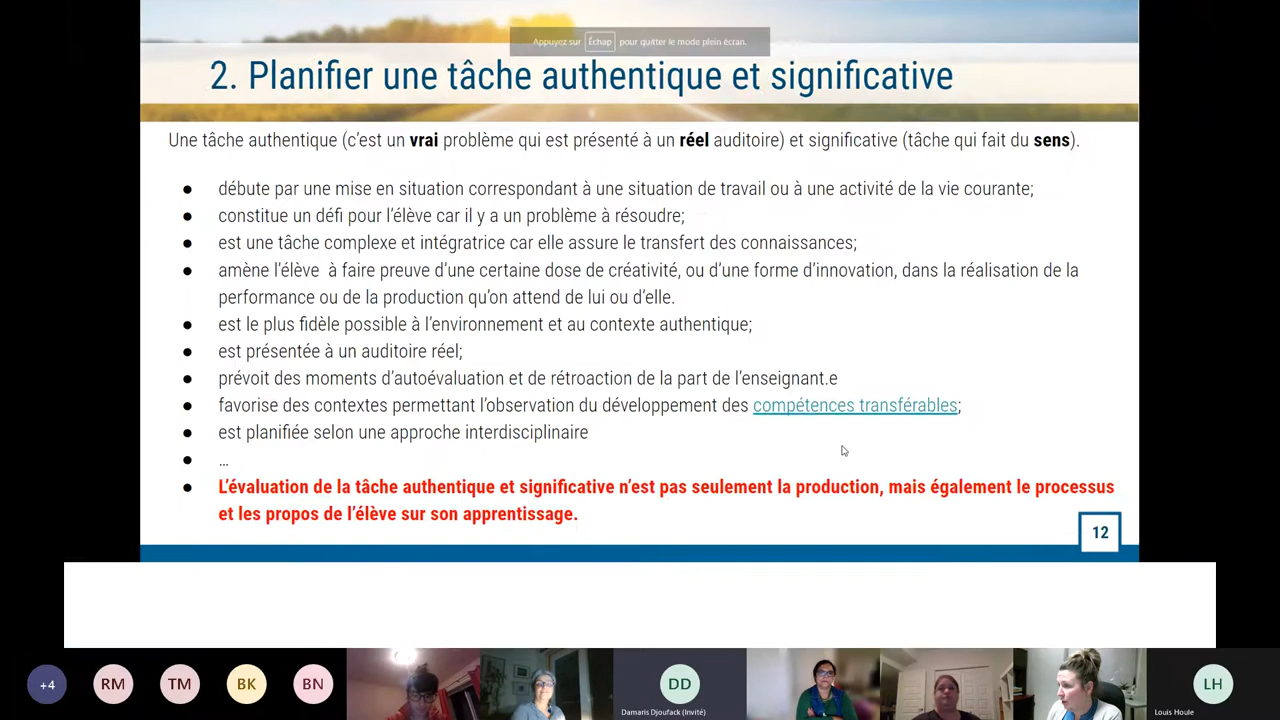 Appuyez sur Échap pour quitter le mode plein écran.
2. Planifier une tâche authentique et significative
Une tâche authentique (c'est un vrai problème qui est présenté à un réel auditoire) et significative (tâche qui fait du sens).
● débute par une mise en situation correspondant à une situation de travail ou à une activité de la vie courante;
● constitue un défi pour l'élève car il y a un problème à résoudre;
● est une tâche complexe et intégratrice car elle assure le transfert des connaissances;
● amène l'élève à faire preuve d'une certaine dose de créativité, ou d'une forme d'innovation, dans la réalisation de la
performance ou de la production qu'on attend de lui ou d'elle.
● est le plus fidèle possible à l'environnement et au contexte authentique;
● est présentée à un auditoire réel;
● prévoit des moments d'autoévaluation et de rétroaction de la part de l'enseignant.e
● favorise des contextes permettant l'observation du développement des compétences transférables;
● est planifiée selon une approche interdisciplinaire
● …
● L'évaluation de la tâche authentique et significative n'est pas seulement la production, mais également le processus
et les propos de l'élève sur son apprentissage.
12
+4 RM TM BK BN DD LH
Damaris Djoufack (Invité) Louis Houle